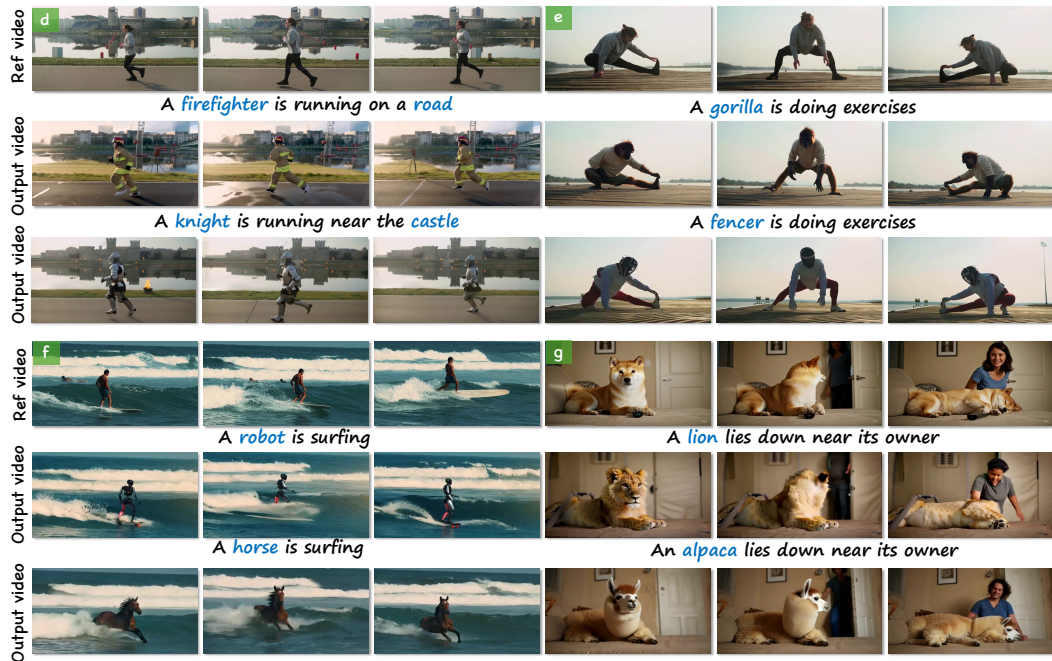 d
e
Ref video
A firefighter is running on a road
A gorilla is doing exercises
Output video
A knight is running near the castle
A fencer is doing exercises
Output video
f
g
Ref video
A robot is surfing
A lion lies down near its owner
Output video
A horse is surfing
An alpaca lies down near its owner
Output video